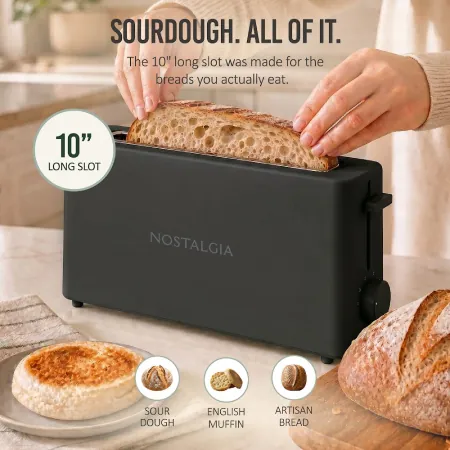 SOURDOUGH. ALL OF IT.
The 10" long slot was made for the
breads you actually eat.
10"
LONG SLOT
NOSTALGIA
SOUR
DOUGH
ENGLISH
MUFFIN
ARTISAN
BREAD